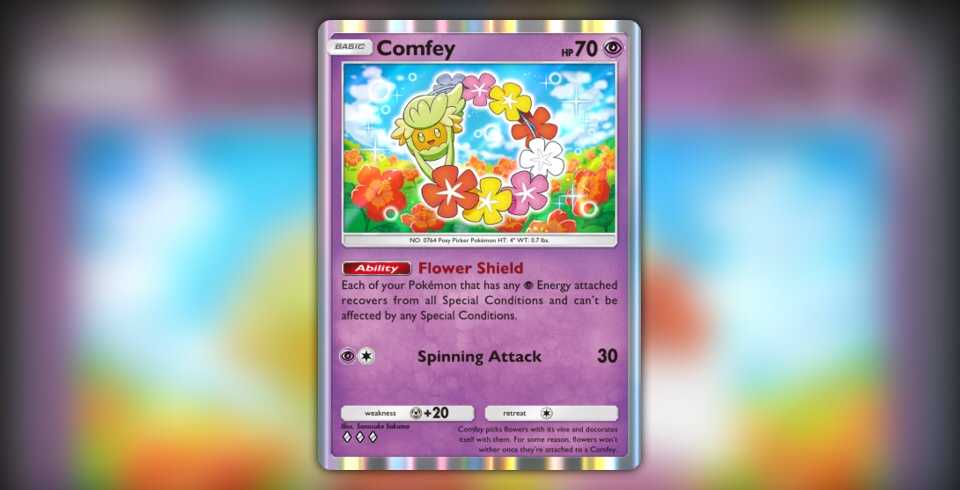 BASIC Comfey HP 70
NO. 0764 Posy Picker Pokémon HT: 4" WT: 0.7 lbs.
Ability Flower Shield
Each of your Pokémon that has any Energy attached
recovers from all Special Conditions and can't be
affected by any Special Conditions.
Spinning Attack 30
weakness +20 retreat
Illus. Sanosuke Sakuma
Comfey picks flowers with its vine and decorates
itself with them. For some reason, flowers won't
wither once they're attached to a Comfey.